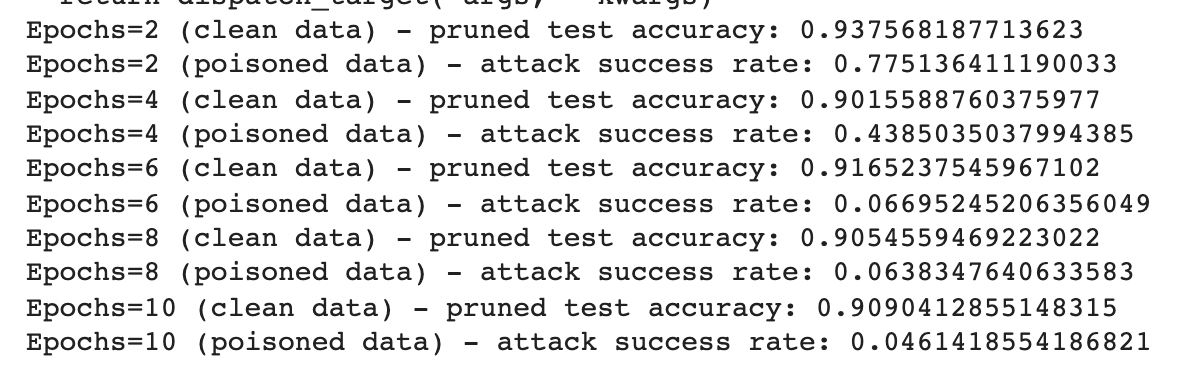 return dispatch_target(*args, **kwargs)
Epochs=2 (clean data) - pruned test accuracy: 0.937568187713623
Epochs=2 (poisoned data) - attack success rate: 0.775136411190033
Epochs=4 (clean data) - pruned test accuracy: 0.9015588760375977
Epochs=4 (poisoned data) - attack success rate: 0.4385035037994385
Epochs=6 (clean data) - pruned test accuracy: 0.9165237545967102
Epochs=6 (poisoned data) - attack success rate: 0.06695245206356049
Epochs=8 (clean data) - pruned test accuracy: 0.9054559469223022
Epochs=8 (poisoned data) - attack success rate: 0.0638347640633583
Epochs=10 (clean data) - pruned test accuracy: 0.9090412855148315
Epochs=10 (poisoned data) - attack success rate: 0.0461418554186821